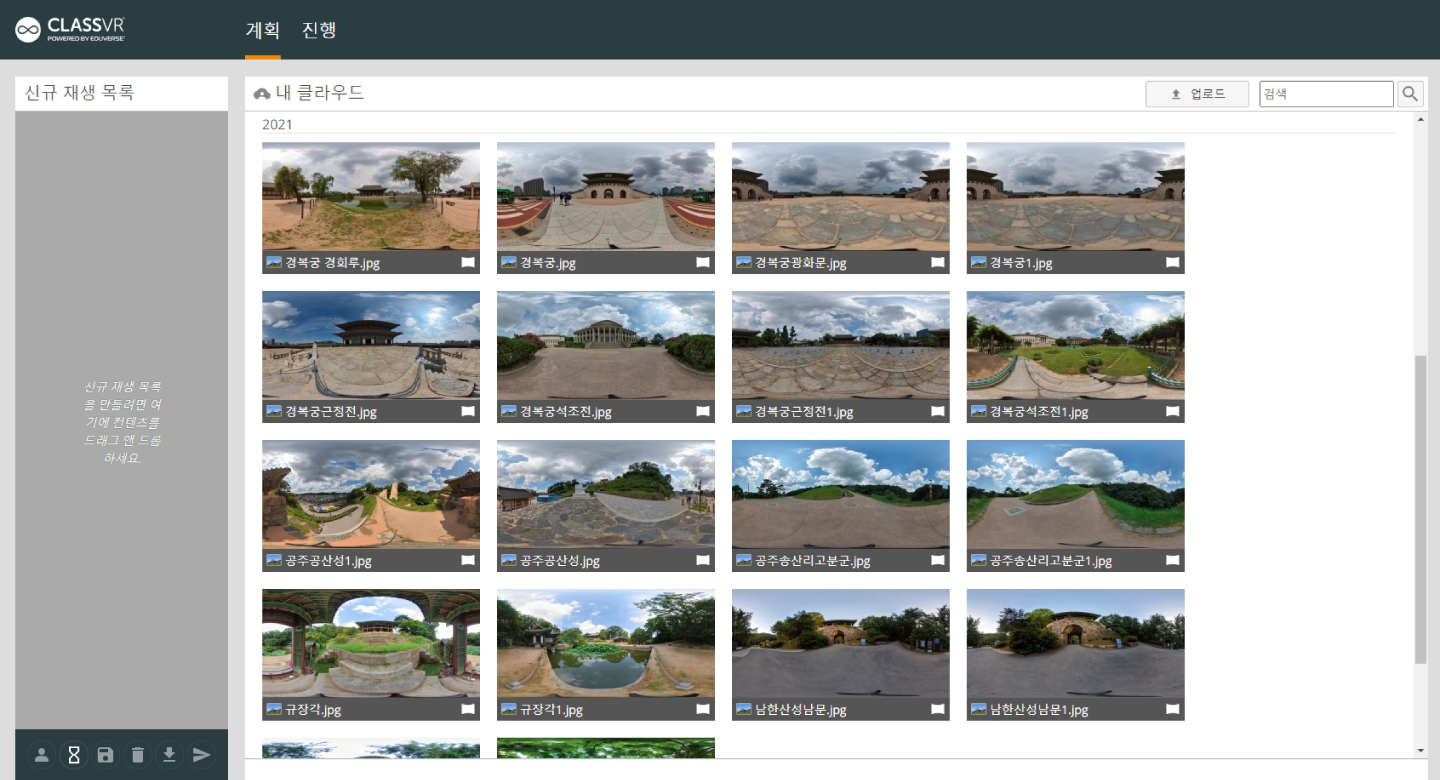 CLASSVR
POWERED BY EDUVERSE
계획 진행
신규 재생 목록
내 클라우드
업로드
검색
2021
경복궁 경회루.jpg
경복궁.jpg
경복궁광화문.jpg
경복궁1.jpg
경복궁근정전.jpg
경복궁석조전.jpg
경복궁근정전1.jpg
경복궁석조전1.jpg
신규 재생 목록
을 만들려면 여
기에 컨텐츠를
드래그 앤 드롭
하세요.
공주공산성1.jpg
공주공산성.jpg
공주송산리고분군.jpg
공주송산리고분군1.jpg
규장각.jpg
규장각1.jpg
남한산성남문.jpg
남한산성남문1.jpg